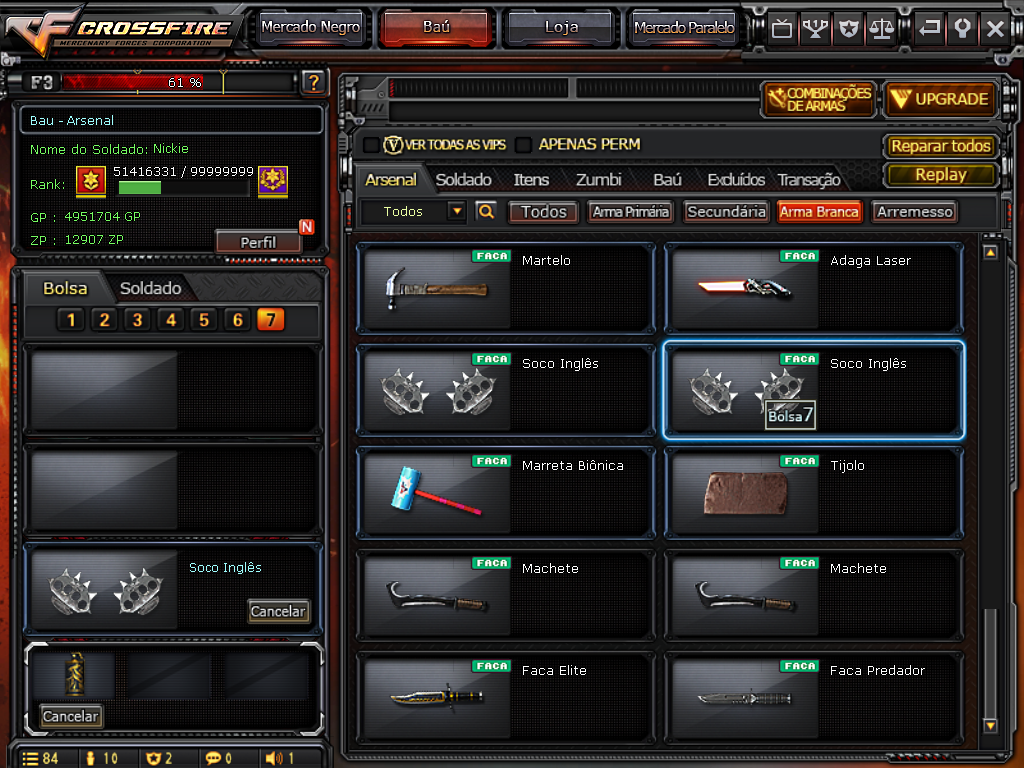 CF CROSSFIRE
MERCENARY FORCES CORPORATION
Mercado Negro Baú Loja Mercado Paralelo
F3 61 % ?
COMBINAÇÕES
DE ARMAS
UPGRADE
Bau - Arsenal
Nome do Soldado: Nickie
Rank: 51416331 / 99999999
GP : 4951704 GP
ZP : 12907 ZP
N
Perfil
V VER TODAS AS VIPS APENAS PERM
Reparar todos
Replay
Arsenal Soldado Itens Zumbi Baú Exduídos Transação
Todos Todos Arma Primária Secundária Arma Branca Arremesso
Bolsa Soldado
1 2 3 4 5 6 7
Soco Inglês
Cancelar
Cancelar
84 10 2 0 1
FACA Martelo
FACA Adaga Laser
FACA Soco Inglês
FACA Soco Inglês
Bolsa7
FACA Marreta Biônica
FACA Tijolo
FACA Machete
FACA Machete
FACA Faca Elite
FACA Faca Predador